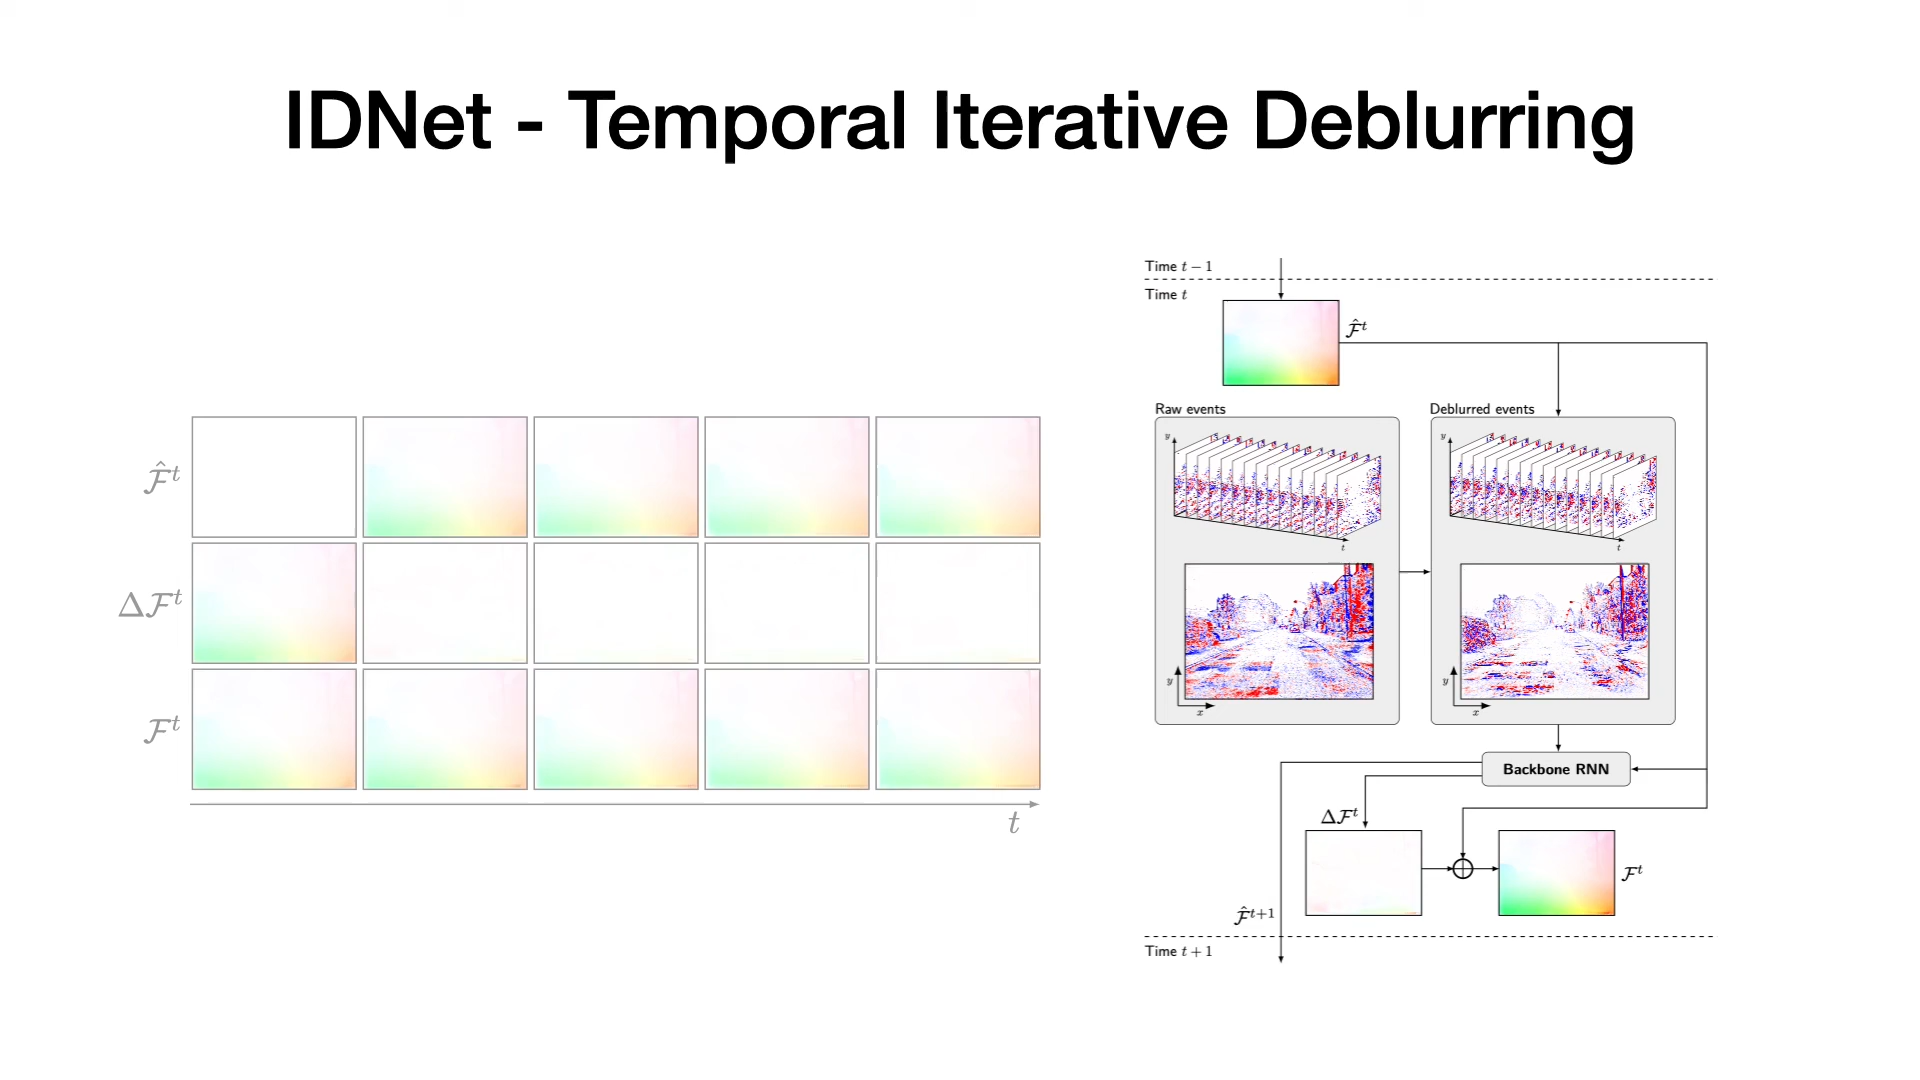 IDNet - Temporal Iterative Deblurring
Time t − 1
Time t
F̂ᵗ
Raw events
Deblurred events
y
y
t
t
y
x
y
x
Backbone RNN
ΔFᵗ
Fᵗ
F̂ᵗ⁺¹
Time t + 1
F̂ᵗ
ΔFᵗ
Fᵗ
t